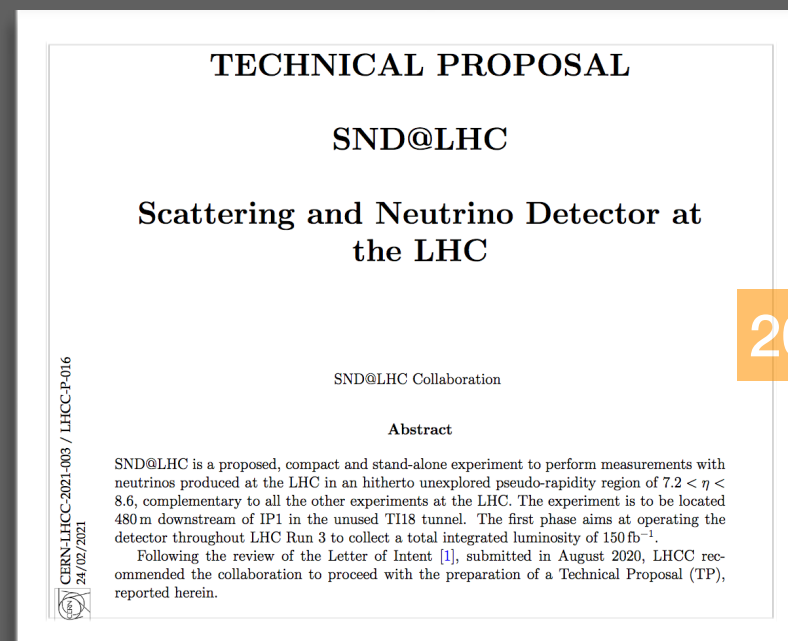 TECHNICAL PROPOSAL
SND@LHC
Scattering and Neutrino Detector at
the LHC
SND@LHC Collaboration
Abstract
SND@LHC is a proposed, compact and stand-alone experiment to perform measurements with
neutrinos produced at the LHC in an hitherto unexplored pseudo-rapidity region of 7.2 < η <
8.6, complementary to all the other experiments at the LHC. The experiment is to be located
480 m downstream of IP1 in the unused TI18 tunnel. The first phase aims at operating the
detector throughout LHC Run 3 to collect a total integrated luminosity of 150 fb⁻¹.
Following the review of the Letter of Intent [1], submitted in August 2020, LHCC rec-
ommended the collaboration to proceed with the preparation of a Technical Proposal (TP),
reported herein.
CERN-LHCC-2021-003 / LHCC-P-016
24/02/2021